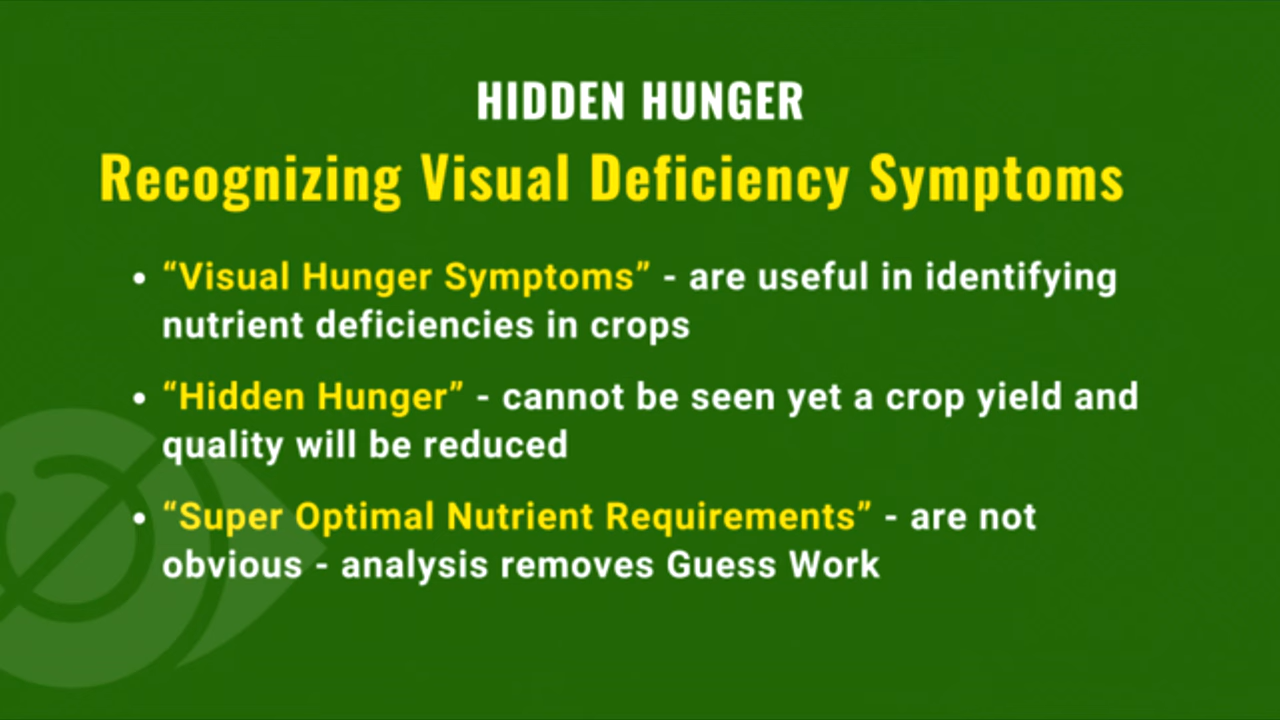 HIDDEN HUNGER
Recognizing Visual Deficiency Symptoms
• “Visual Hunger Symptoms” - are useful in identifying
nutrient deficiencies in crops
• “Hidden Hunger” - cannot be seen yet a crop yield and
quality will be reduced
• “Super Optimal Nutrient Requirements” - are not
obvious - analysis removes Guess Work